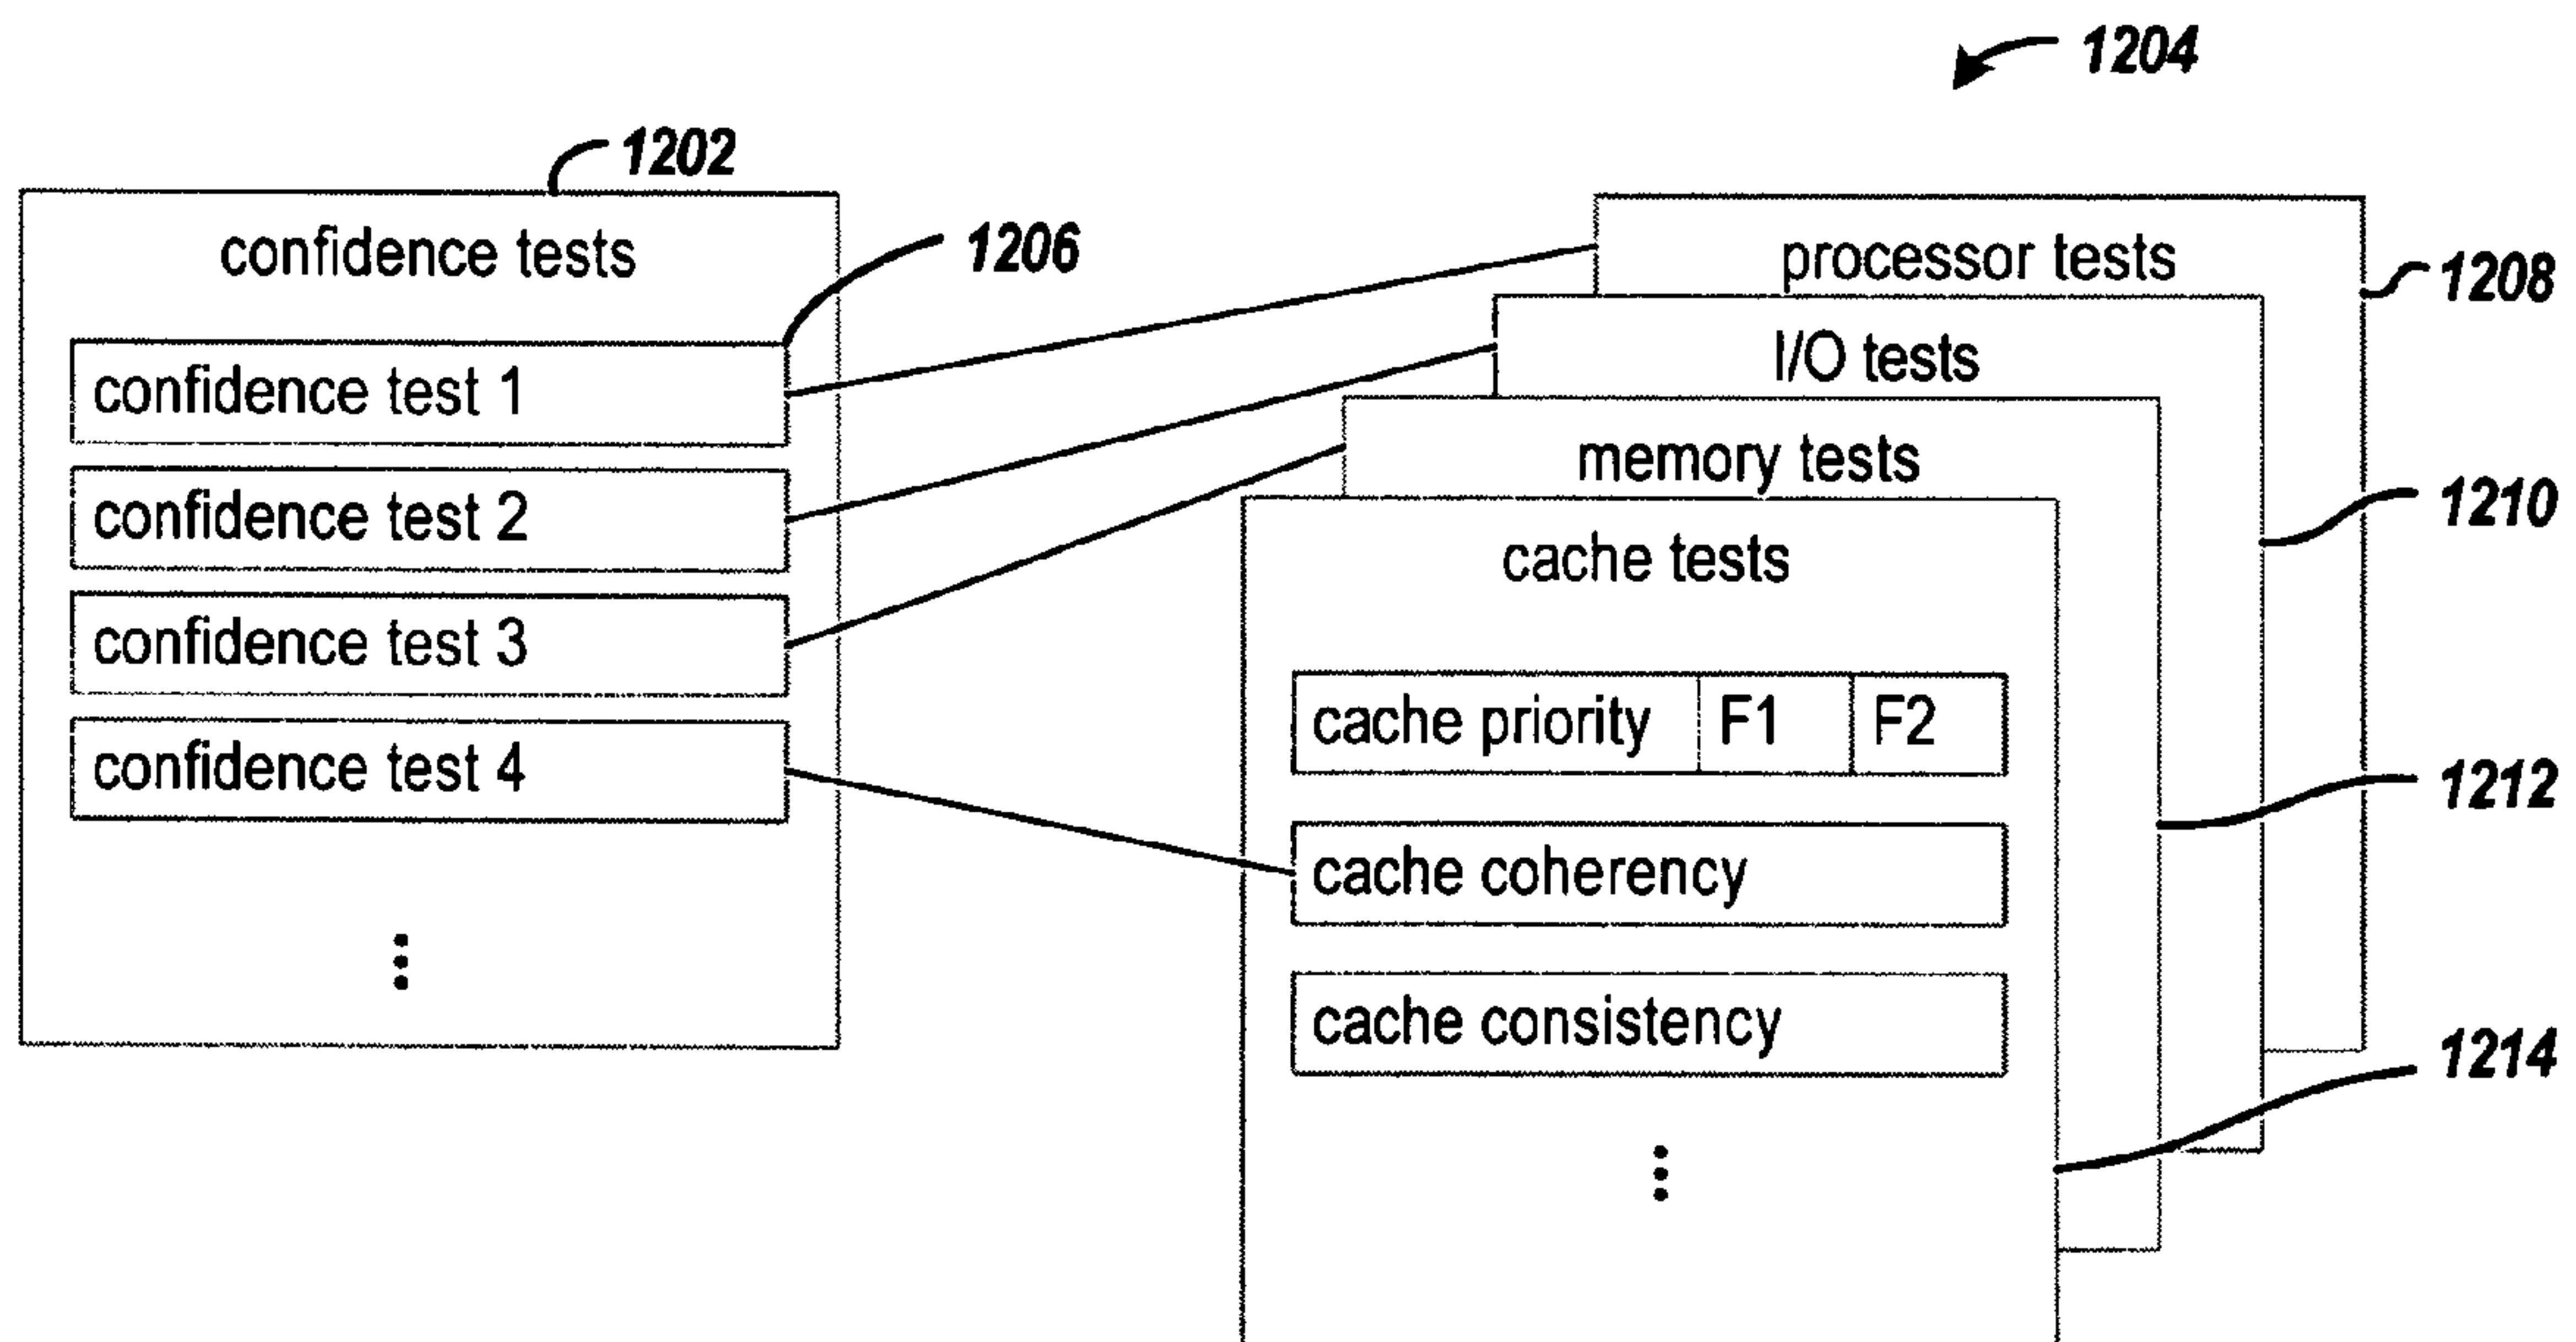 1204
1202
confidence tests
1206
confidence test 1
confidence test 2
confidence test 3
confidence test 4
processor tests
1208
I/O tests
1210
memory tests
1212
cache tests
cache priority F1 F2
cache coherency
cache consistency
1214